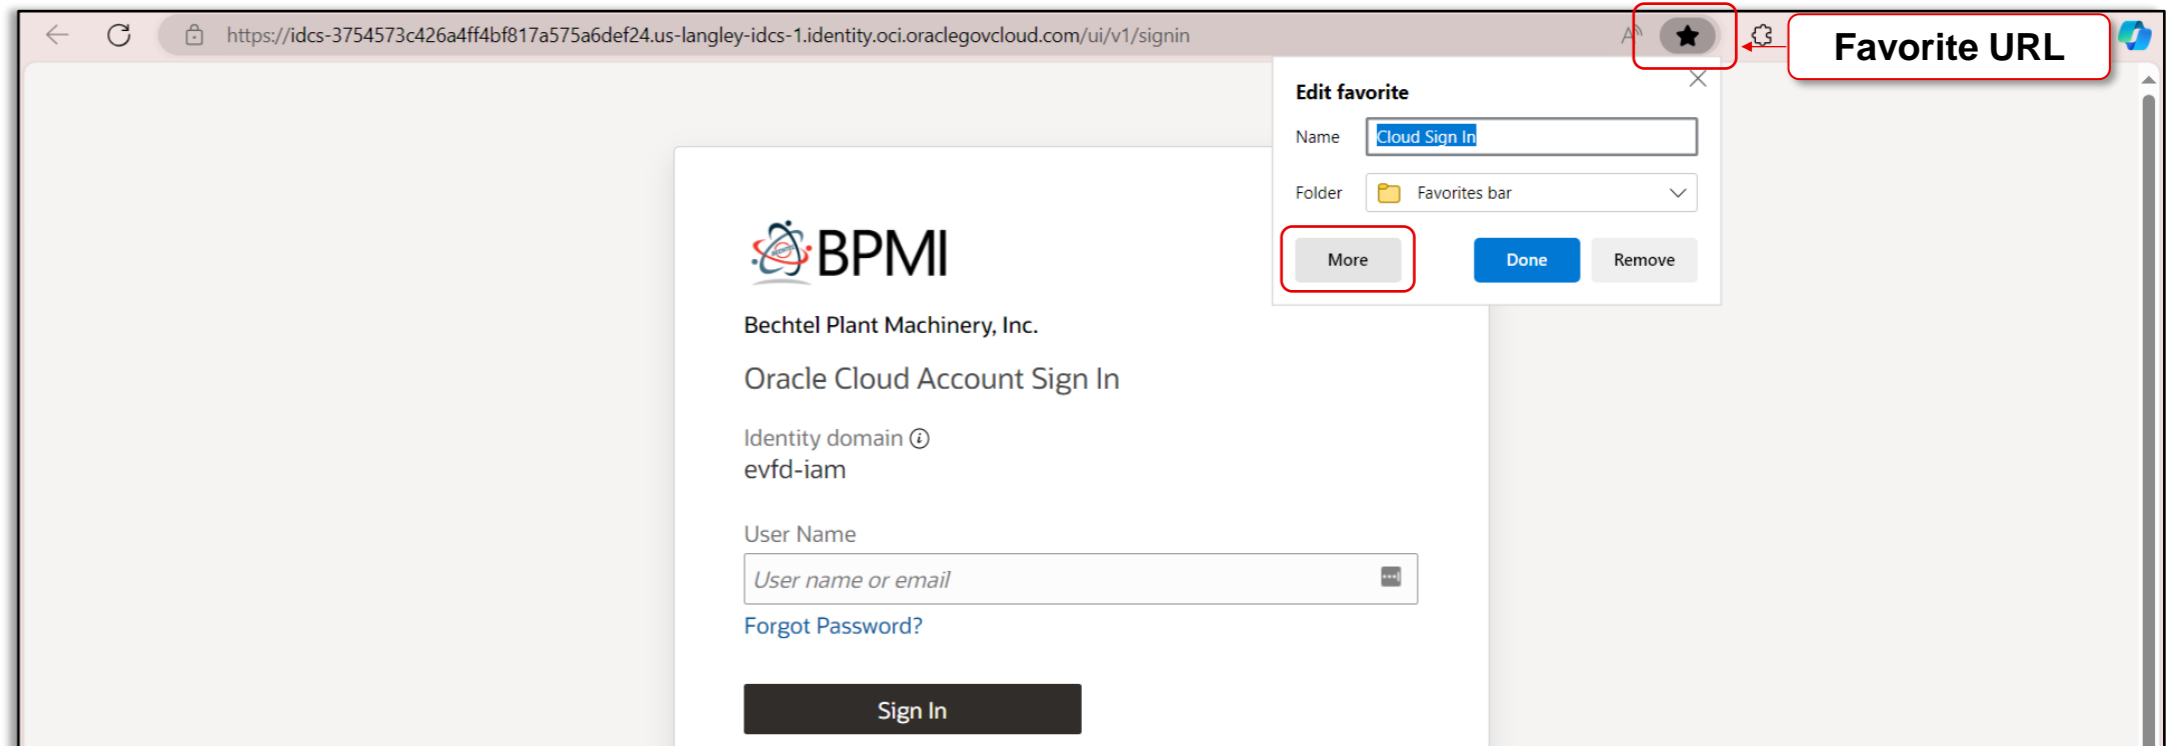 https://idcs-3754573c426a4ff4bf817a575a6def24.us-langley-idcs-1.identity.oci.oraclegovcloud.com/ui/v1/signin
Favorite URL
Edit favorite
Name Cloud Sign In
Folder Favorites bar
More Done Remove
BPMI
Bechtel Plant Machinery, Inc.
Oracle Cloud Account Sign In
Identity domain
evfd-iam
User Name
User name or email
Forgot Password?
Sign In